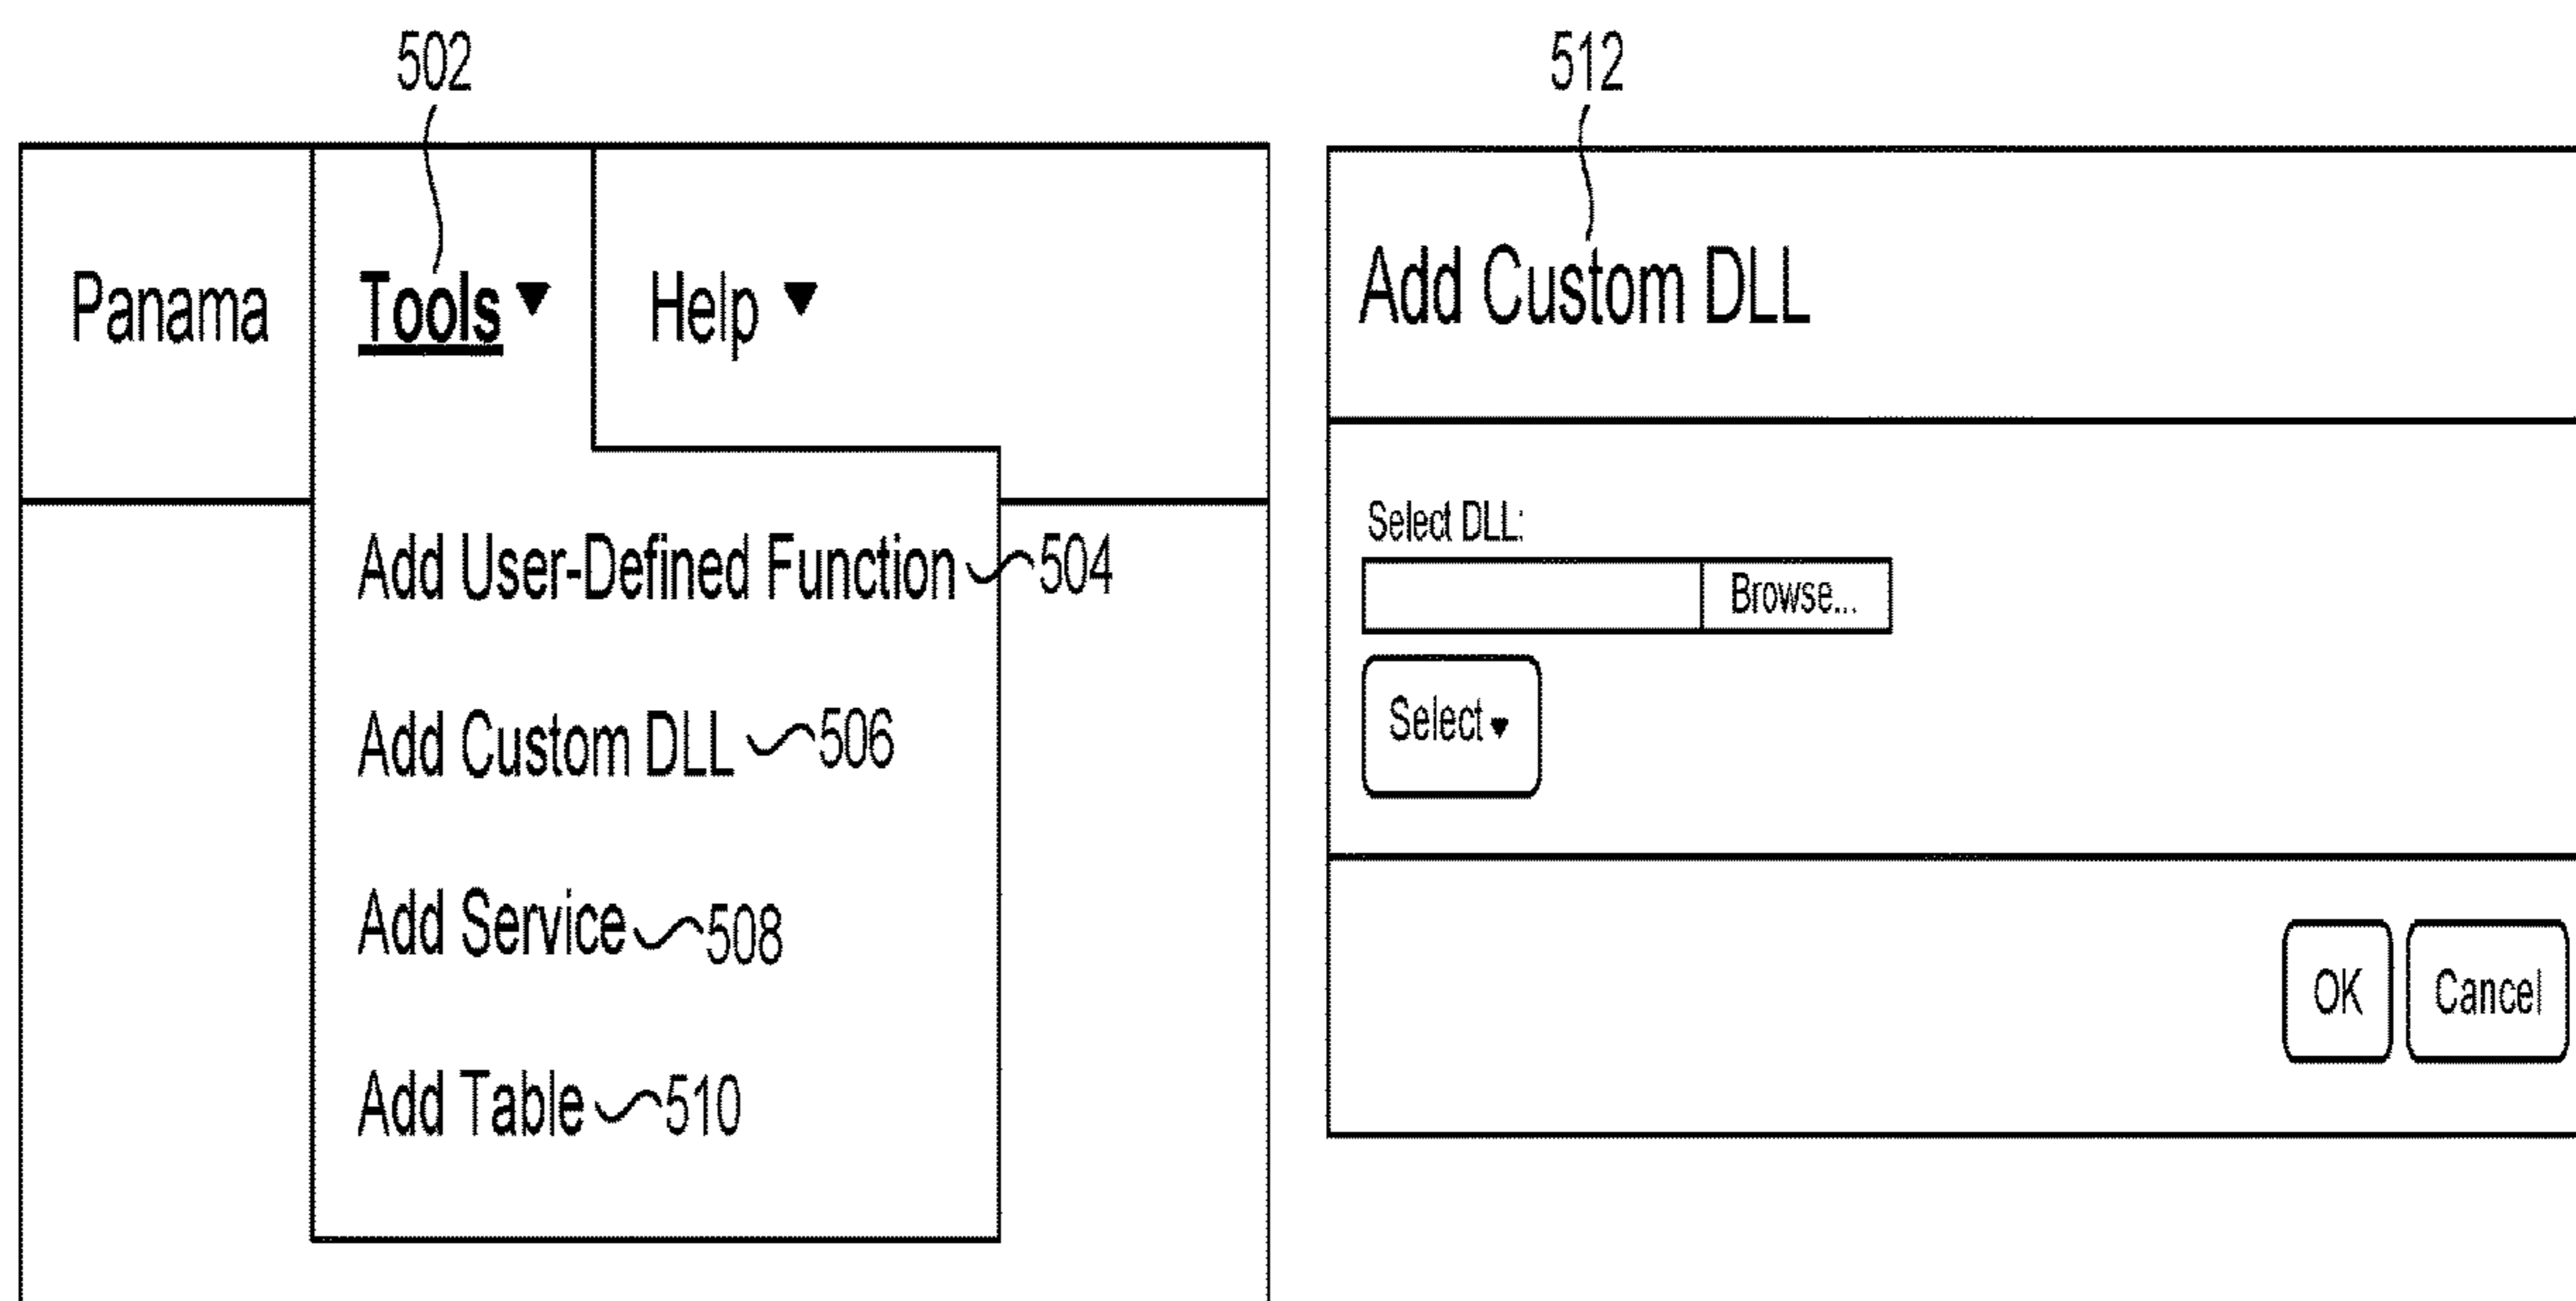 502
Panama Tools Help
Add User-Defined Function 504
Add Custom DLL 506
Add Service 508
Add Table 510
512
Add Custom DLL
Select DLL:
Browse...
Select
OK Cancel